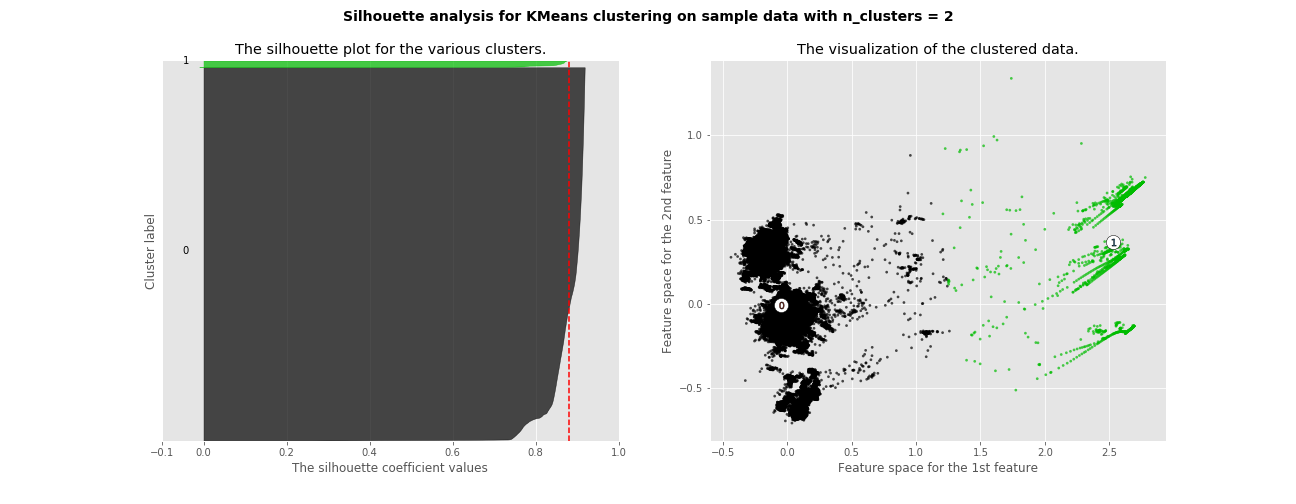 Silhouette analysis for KMeans clustering on sample data with n_clusters = 2
The silhouette plot for the various clusters.
1
0
Cluster label
−0.1 0.0 0.2 0.4 0.6 0.8 1.0
The silhouette coefficient values
The visualization of the clustered data.
1.0
0.5
0.0
−0.5
Feature space for the 2nd feature
0
1
−0.5 0.0 0.5 1.0 1.5 2.0 2.5
Feature space for the 1st feature